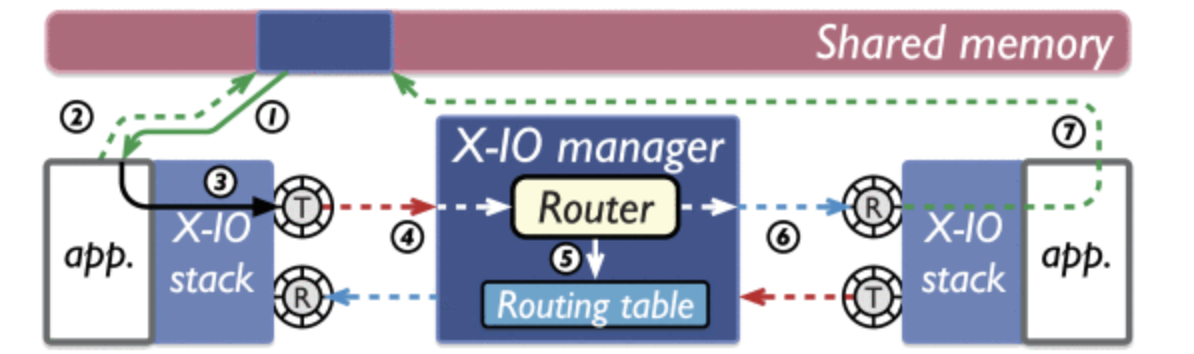 Shared memory
②
①
⑦
X-IO manager
③
T
Router
R
④
⑥
app.
X-IO
stack
⑤
X-IO
stack
app.
R
Routing table
T